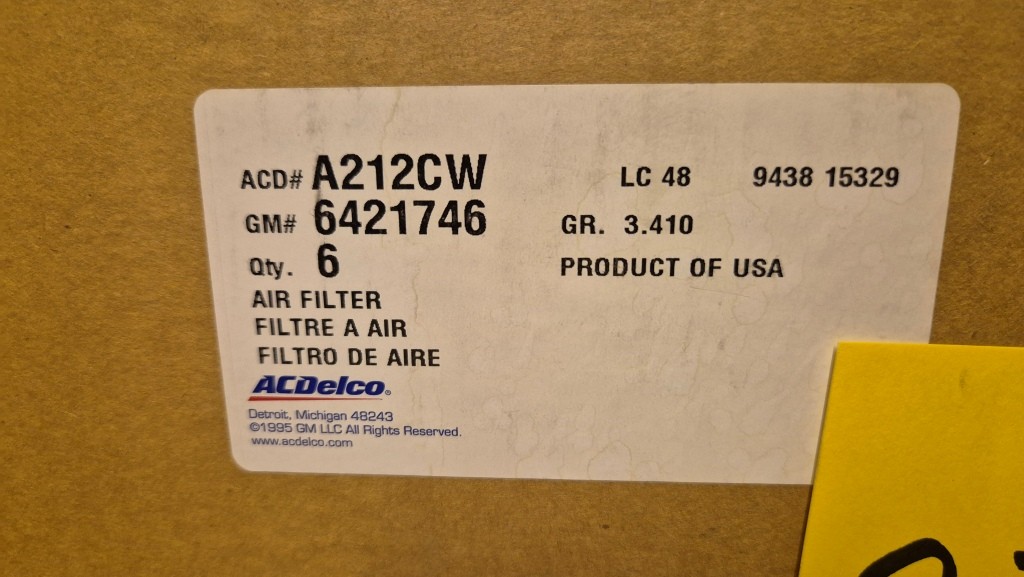 ACD# A212CW LC 48 9438 15329
GM# 6421746 GR. 3.410
Qty. 6 PRODUCT OF USA
AIR FILTER
FILTRE A AIR
FILTRO DE AIRE
ACDelco®
Detroit, Michigan 48243
©1995 GM LLC All Rights Reserved.
www.acdelco.com